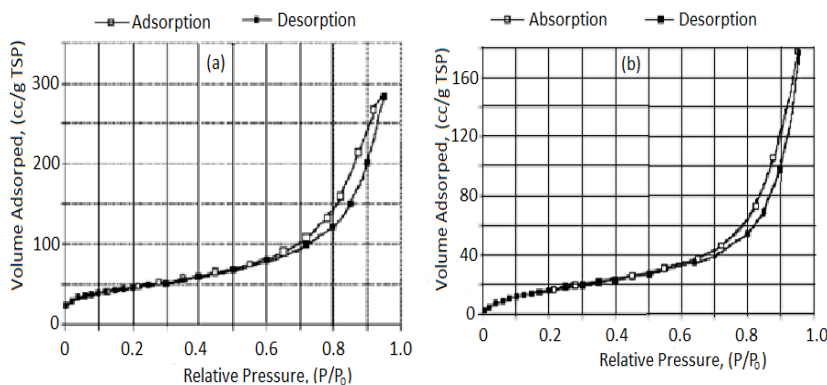 Adsorption Desorption
(a)
Volume Adsorped, (cc/g TSP)
300
200
100
0
0 0.2 0.4 0.6 0.8 1.0
Relative Pressure, (P/P0)
Absorption Desorption
(b)
Volume Adsorped, (cc/g TSP)
160
120
80
40
0
0 0.2 0.4 0.6 0.8 1.0
Relative Pressure, (P/P0)